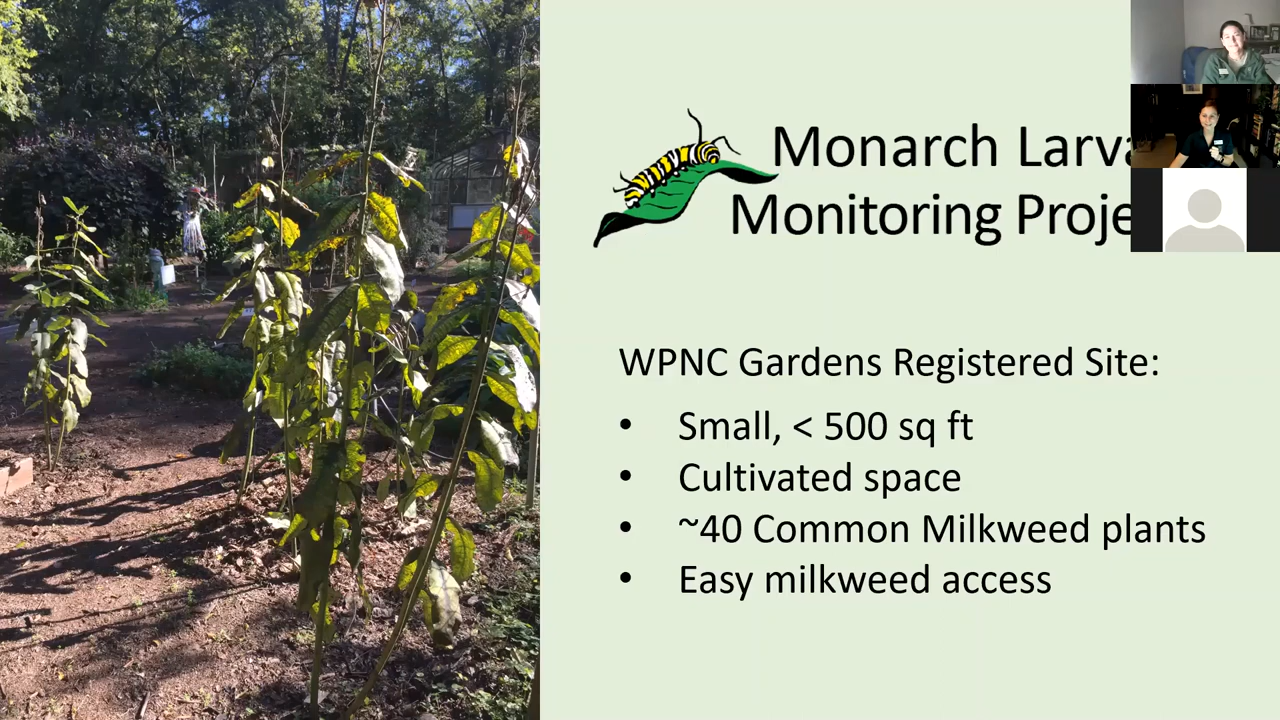 Monarch Larva
Monitoring Proje
WPNC Gardens Registered Site:
• Small, < 500 sq ft
• Cultivated space
• ~40 Common Milkweed plants
• Easy milkweed access